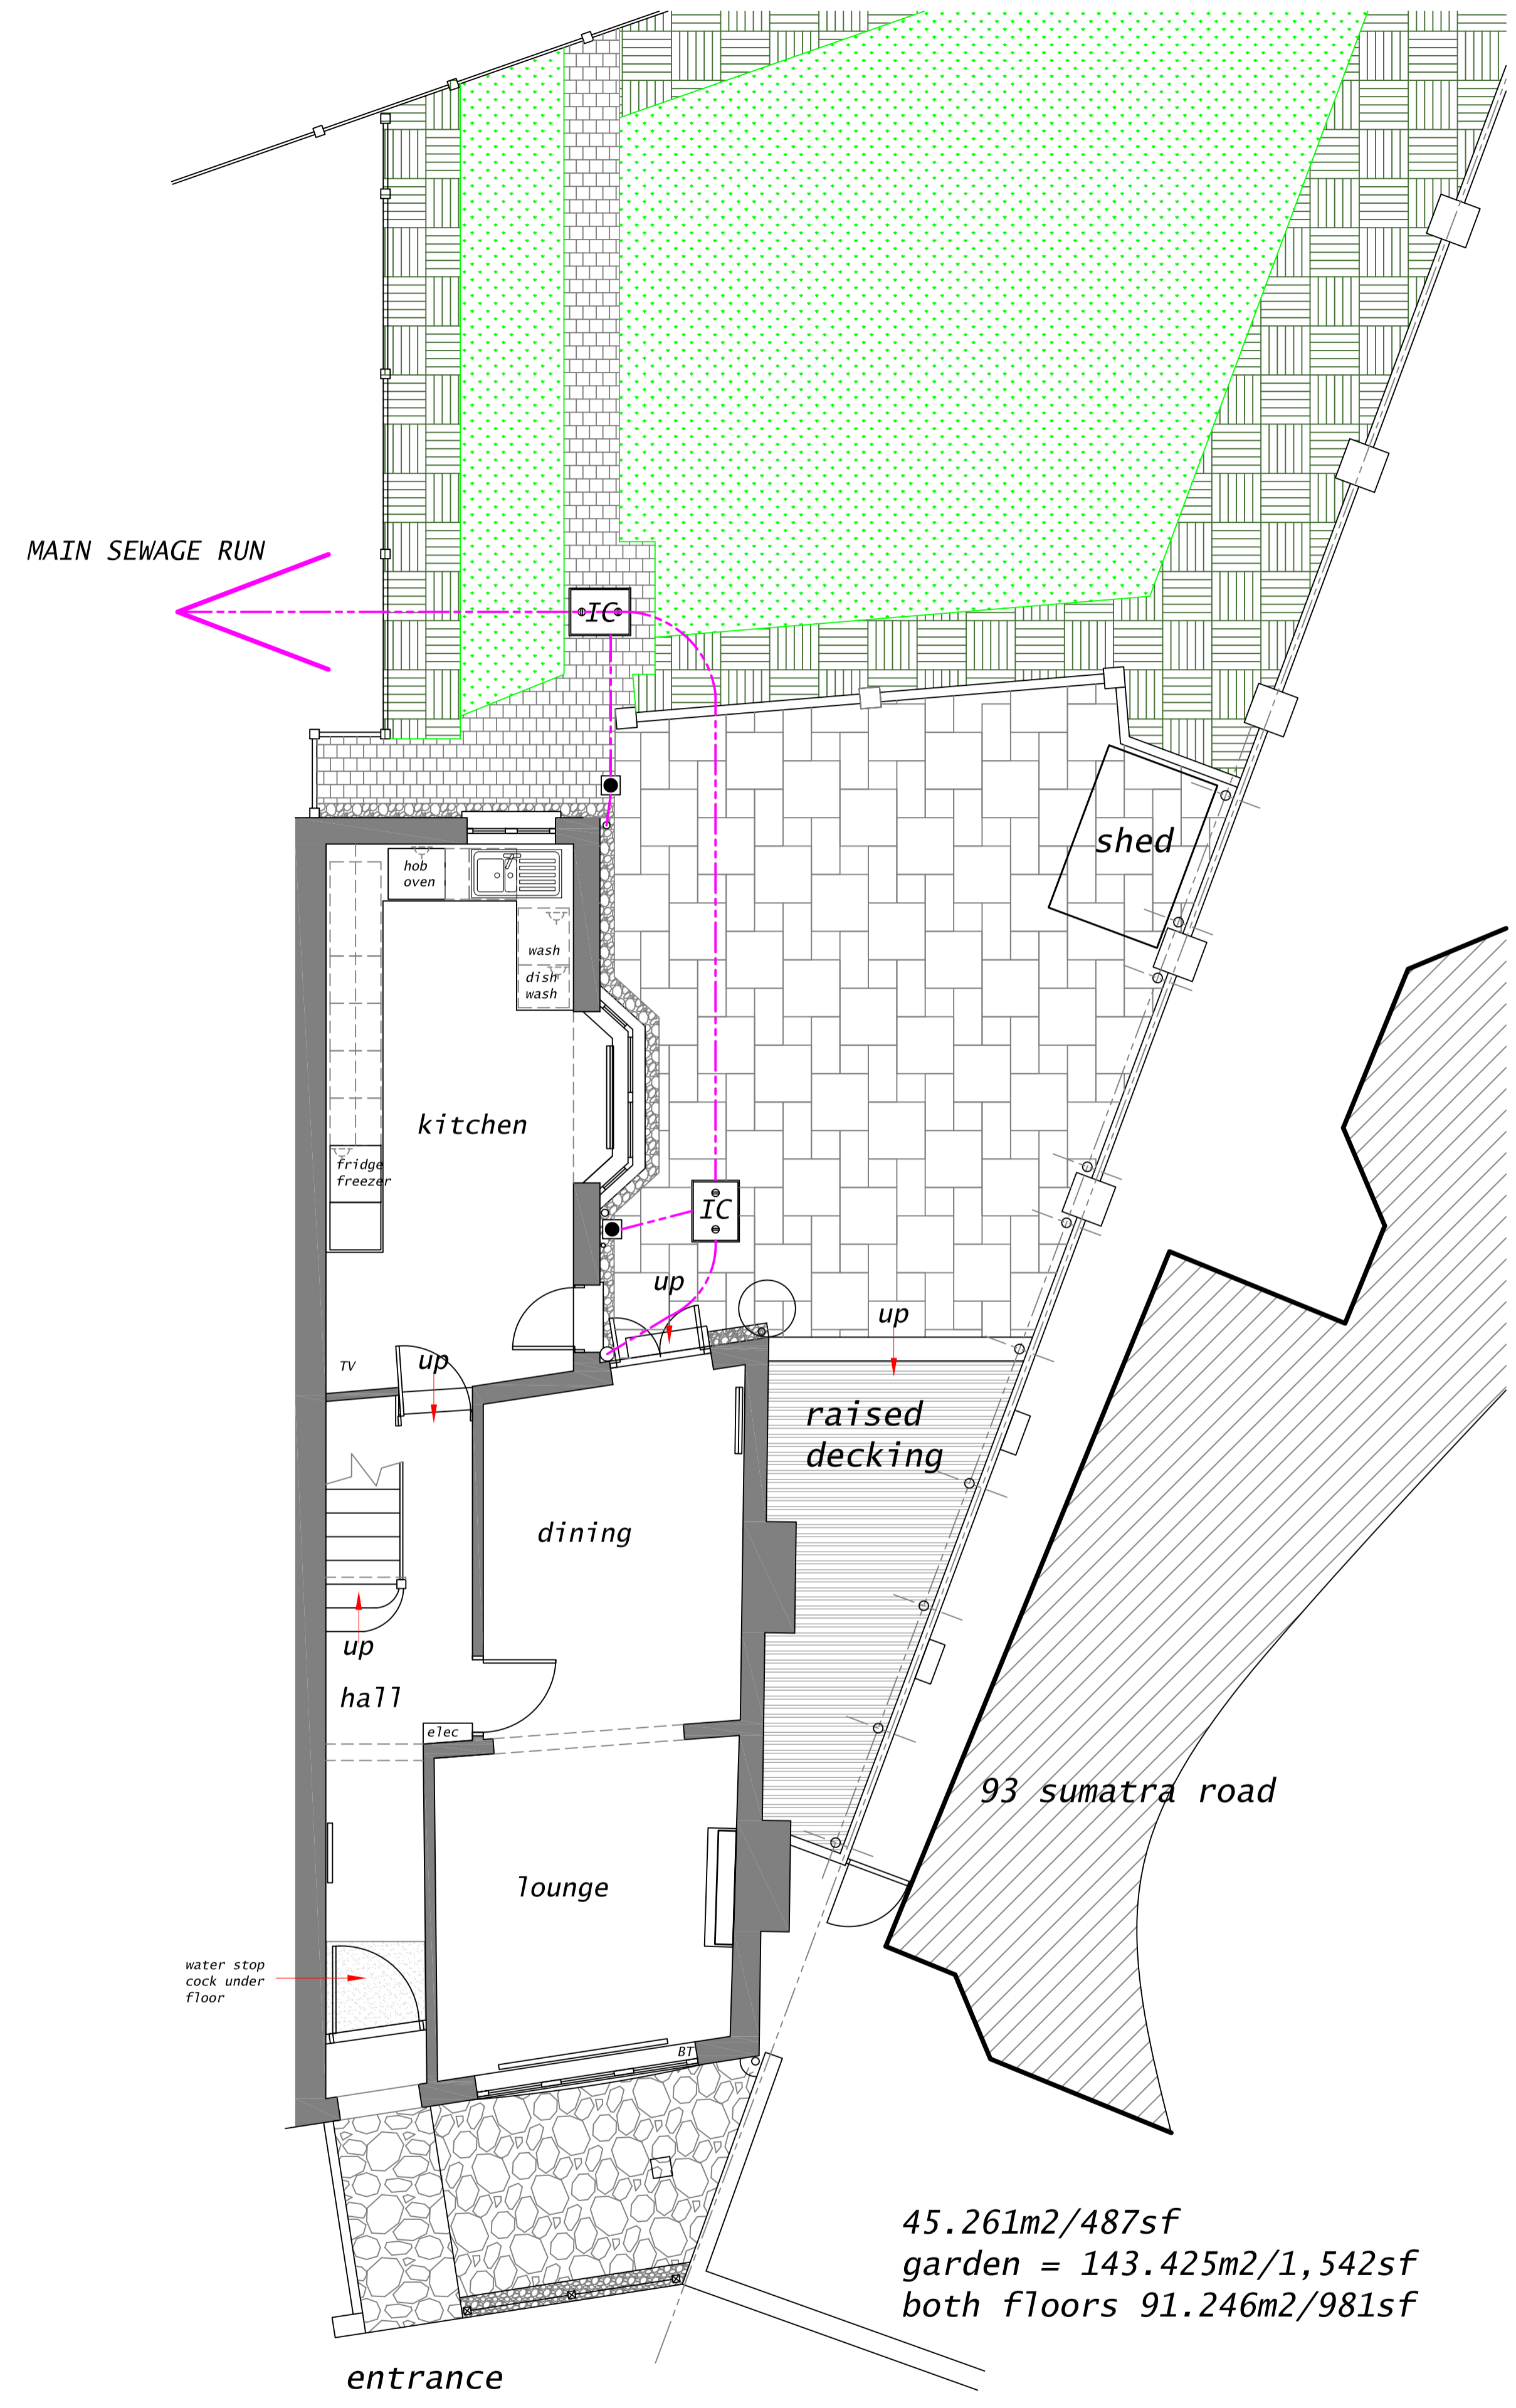 MAIN SEWAGE RUN
IC
shed
hob
oven
wash
dish
wash
kitchen
fridge
freezer
IC
up
up
TV
up
raised
decking
dining
up
hall
elec
93 sumatra road
lounge
water stop
cock under
floor
BT
45.261m2/487sf
garden = 143.425m2/1,542sf
both floors 91.246m2/981sf
entrance